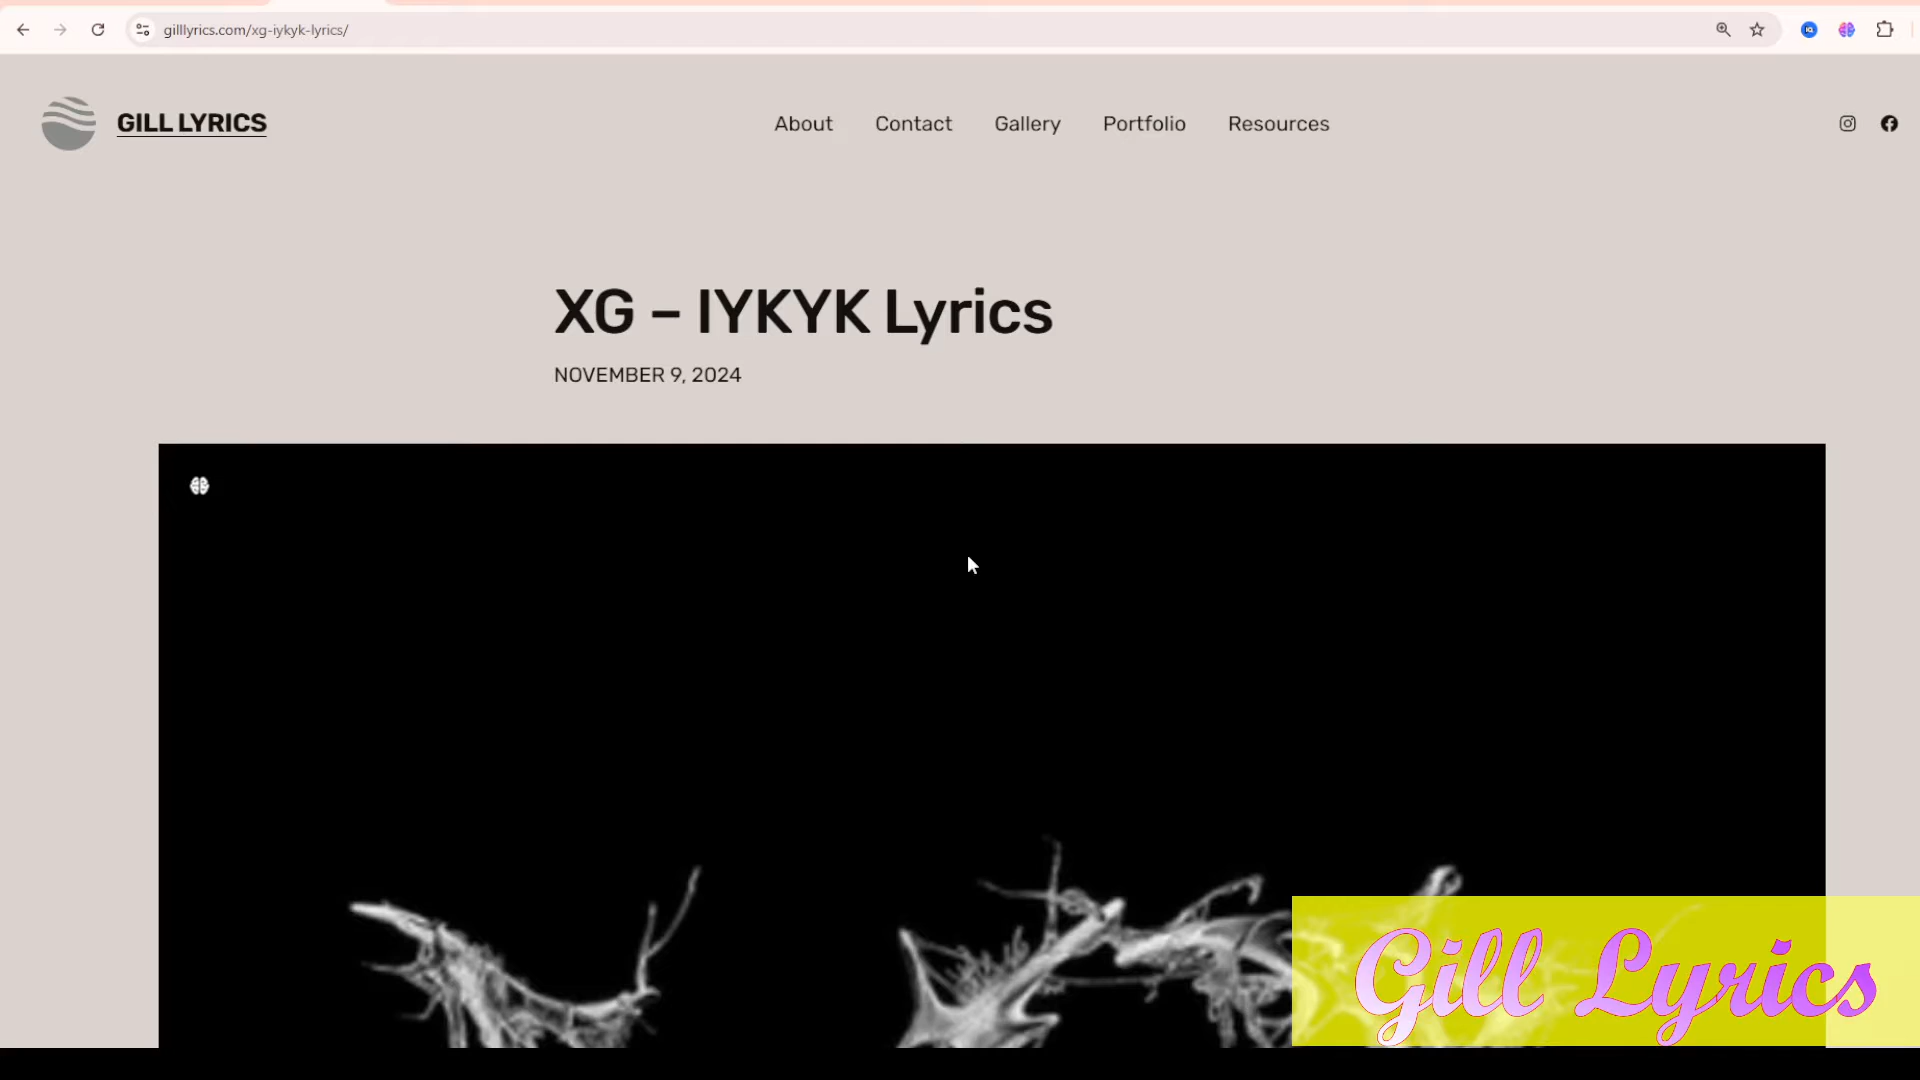 gilllyrics.com/xg-iykyk-lyrics/
GILL LYRICS
About
Contact
Gallery
Portfolio
Resources
XG – IYKYK Lyrics
NOVEMBER 9, 2024
Gill Lyrics